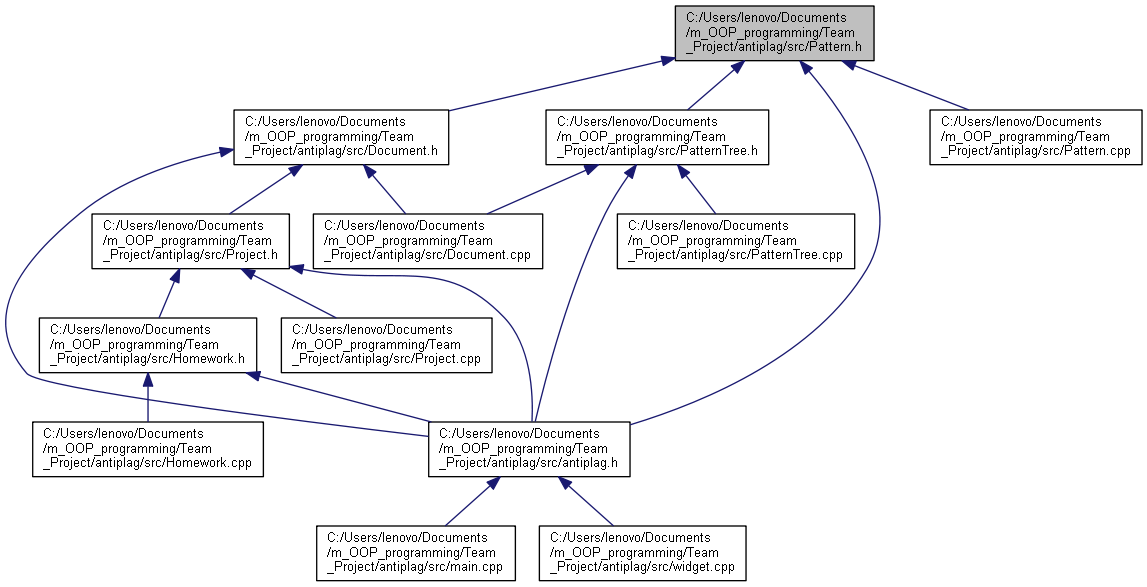 C:/Users/lenovo/Documents
/m_OOP_programming/Team
_Project/antiplag/src/Pattern.h
C:/Users/lenovo/Documents
/m_OOP_programming/Team
_Project/antiplag/src/Document.h
C:/Users/lenovo/Documents
/m_OOP_programming/Team
_Project/antiplag/src/PatternTree.h
C:/Users/lenovo/Documents
/m_OOP_programming/Team
_Project/antiplag/src/Pattern.cpp
C:/Users/lenovo/Documents
/m_OOP_programming/Team
_Project/antiplag/src/Project.h
C:/Users/lenovo/Documents
/m_OOP_programming/Team
_Project/antiplag/src/Document.cpp
C:/Users/lenovo/Documents
/m_OOP_programming/Team
_Project/antiplag/src/PatternTree.cpp
C:/Users/lenovo/Documents
/m_OOP_programming/Team
_Project/antiplag/src/Homework.h
C:/Users/lenovo/Documents
/m_OOP_programming/Team
_Project/antiplag/src/Project.cpp
C:/Users/lenovo/Documents
/m_OOP_programming/Team
_Project/antiplag/src/Homework.cpp
C:/Users/lenovo/Documents
/m_OOP_programming/Team
_Project/antiplag/src/antiplag.h
C:/Users/lenovo/Documents
/m_OOP_programming/Team
_Project/antiplag/src/main.cpp
C:/Users/lenovo/Documents
/m_OOP_programming/Team
_Project/antiplag/src/widget.cpp